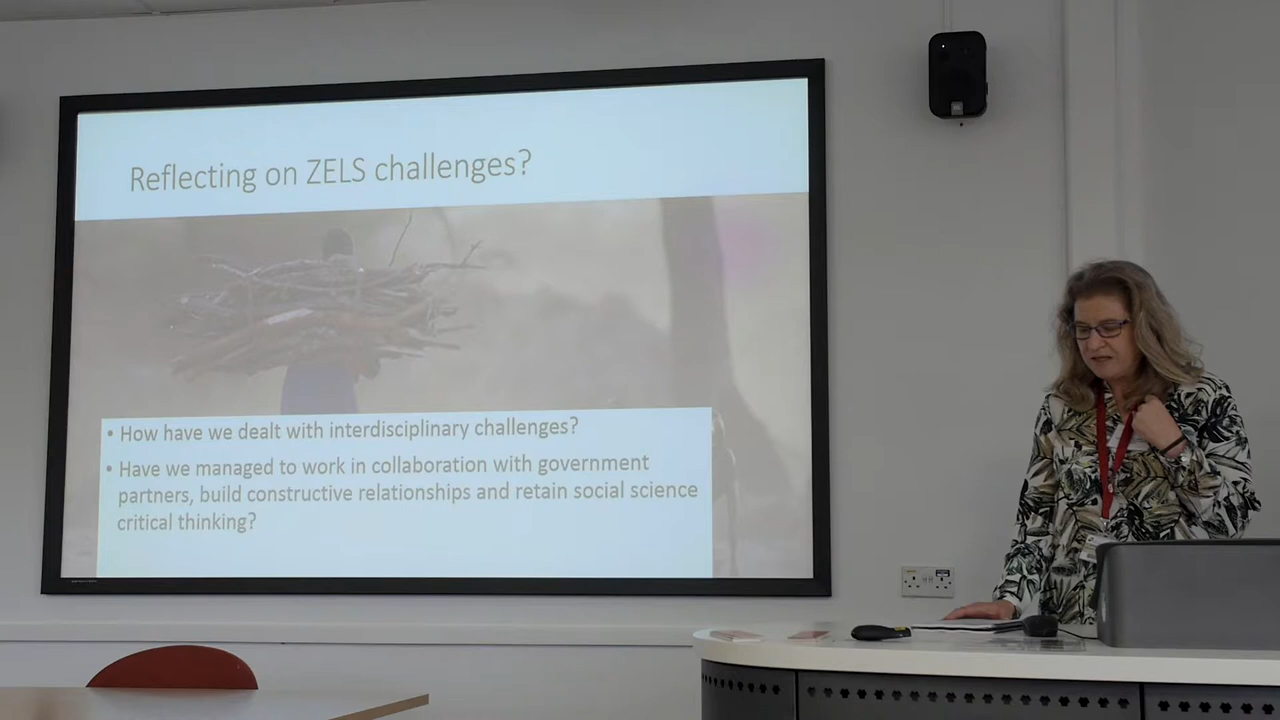 Reflecting on ZELS challenges?
• How have we dealt with interdisciplinary challenges?
• Have we managed to work in collaboration with government
partners, build constructive relationships and retain social science
critical thinking?